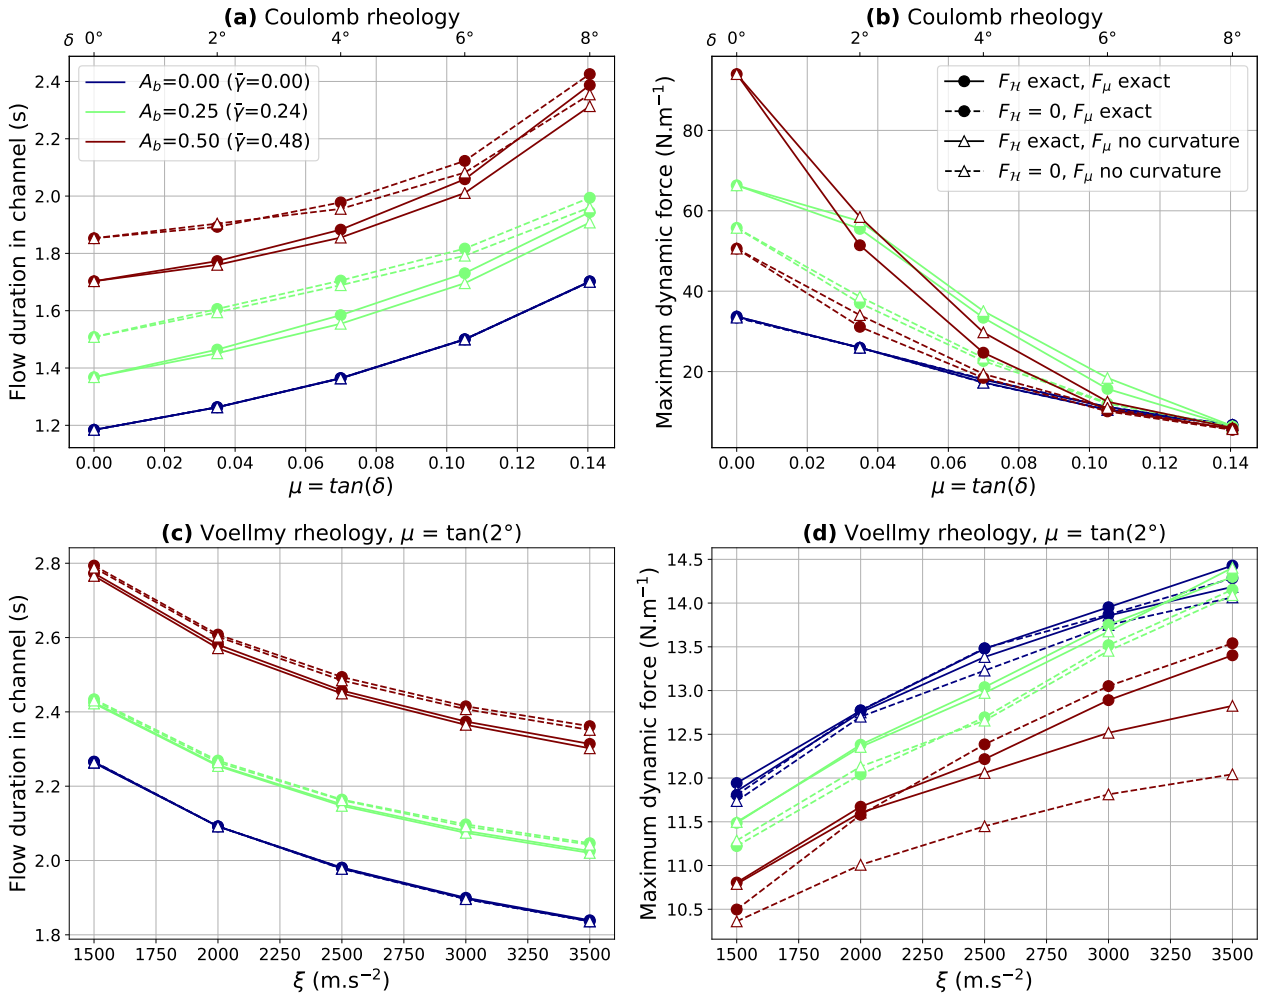 (a) Coulomb rheology
δ 0° 2° 4° 6° 8°
A_b=0.00 (γ̄=0.00)
A_b=0.25 (γ̄=0.24)
A_b=0.50 (γ̄=0.48)
Flow duration in channel (s)
2.4
2.2
2.0
1.8
1.6
1.4
1.2
0.00 0.02 0.04 0.06 0.08 0.10 0.12 0.14
μ = tan(δ)
(b) Coulomb rheology
δ 0° 2° 4° 6° 8°
F_ℋ exact, F_μ exact
F_ℋ = 0, F_μ exact
F_ℋ exact, F_μ no curvature
F_ℋ = 0, F_μ no curvature
Maximum dynamic force (N.m⁻¹)
80
60
40
20
0.00 0.02 0.04 0.06 0.08 0.10 0.12 0.14
μ = tan(δ)
(c) Voellmy rheology, μ = tan(2°)
Flow duration in channel (s)
2.8
2.6
2.4
2.2
2.0
1.8
1500 1750 2000 2250 2500 2750 3000 3250 3500
ξ (m.s⁻²)
(d) Voellmy rheology, μ = tan(2°)
Maximum dynamic force (N.m⁻¹)
14.5
14.0
13.5
13.0
12.5
12.0
11.5
11.0
10.5
1500 1750 2000 2250 2500 2750 3000 3250 3500
ξ (m.s⁻²)